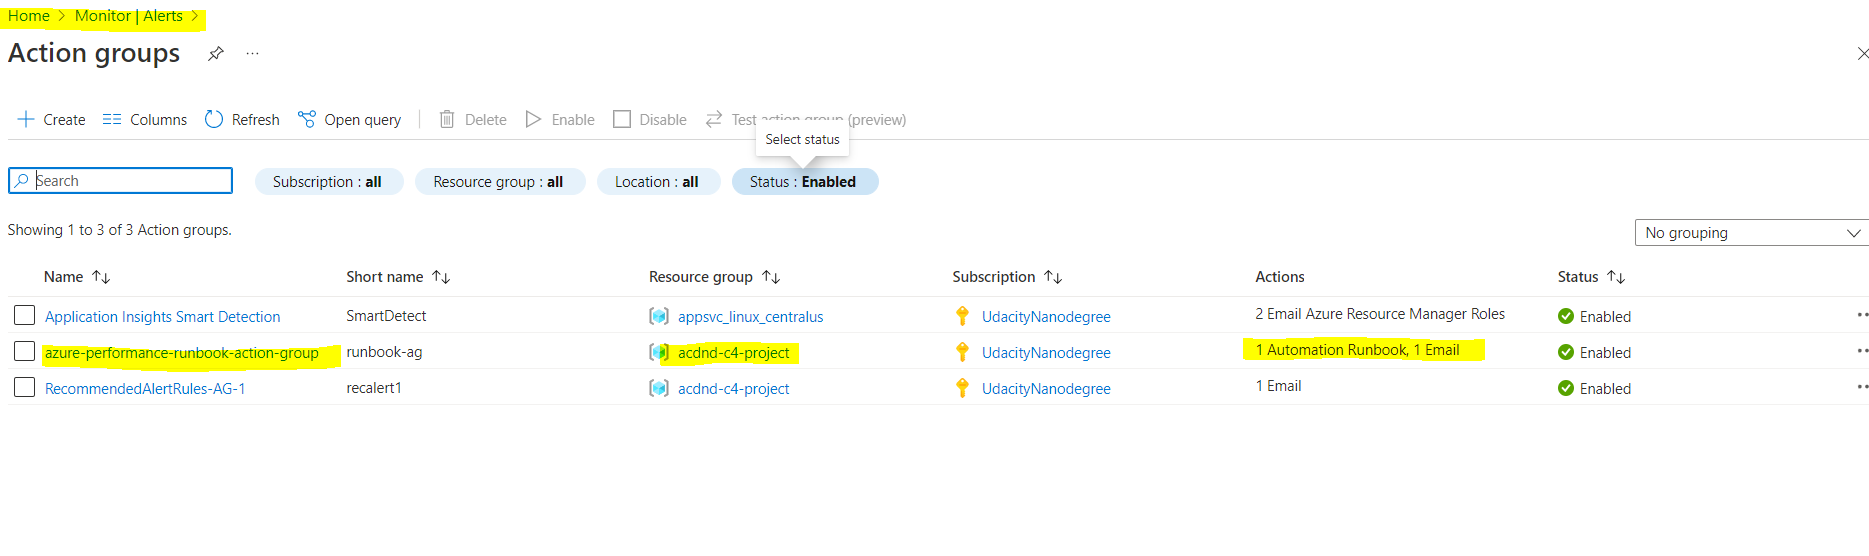 Home > Monitor | Alerts >
Action groups
Create Columns Refresh Open query Delete Enable Disable Test action group (preview)
Select status
Search Subscription : all Resource group : all Location : all Status : Enabled
Showing 1 to 3 of 3 Action groups.
No grouping
Name Short name Resource group Subscription Actions Status
Application Insights Smart Detection SmartDetect appsvc_linux_centralus UdacityNanodegree 2 Email Azure Resource Manager Roles Enabled
azure-performance-runbook-action-group runbook-ag acdnd-c4-project UdacityNanodegree 1 Automation Runbook, 1 Email Enabled
RecommendedAlertRules-AG-1 recalert1 acdnd-c4-project UdacityNanodegree 1 Email Enabled